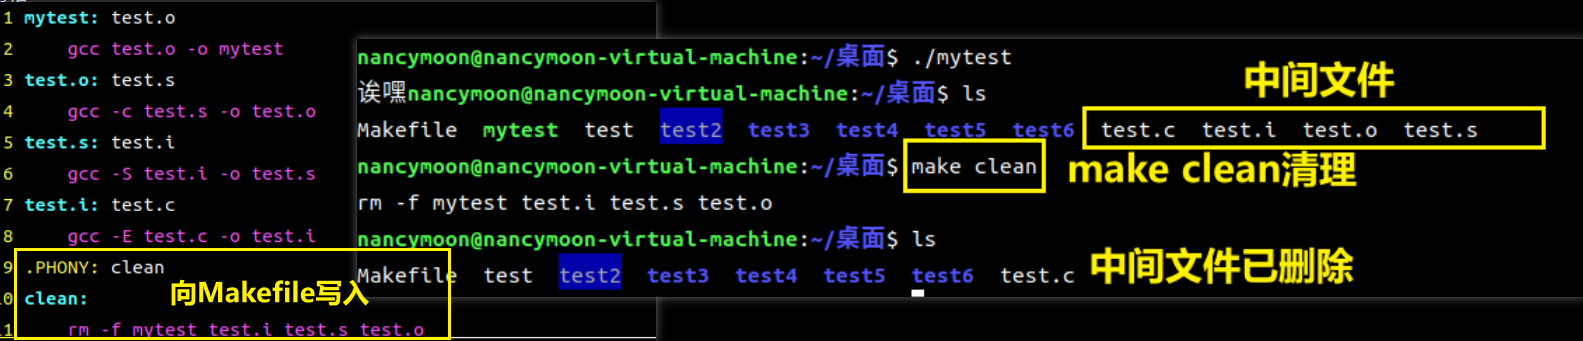 1 mytest: test.o
2 gcc test.o -o mytest
3 test.o: test.s
4 gcc -c test.s -o test.o
5 test.s: test.i
6 gcc -S test.i -o test.s
7 test.i: test.c
8 gcc -E test.c -o test.i
9 .PHONY: clean
10 clean:
11 rm -f mytest test.i test.s test.o
向Makefile写入
nancymoon@nancymoon-virtual-machine:~/桌面$ ./mytest
诶嘿nancymoon@nancymoon-virtual-machine:~/桌面$ ls
中间文件
Makefile mytest test test2 test3 test4 test5 test6 test.c test.i test.o test.s
nancymoon@nancymoon-virtual-machine:~/桌面$ make clean
make clean清理
rm -f mytest test.i test.s test.o
nancymoon@nancymoon-virtual-machine:~/桌面$ ls
Makefile test test2 test3 test4 test5 test6 test.c
中间文件已删除